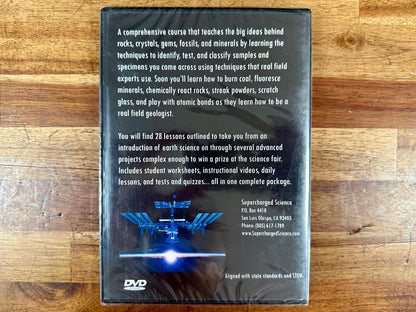 A comprehensive course that teaches the big ideas behind
rocks, crystals, gems, fossils, and minerals by learning the
techniques to identify, test, and classify samples and
specimens you come across using techniques that real field
experts use. Soon you'll learn how to burn coal, fluoresce
minerals, chemically react rocks, streak powders, scratch
glass, and play with atomic bonds as they learn how to be a
real field geologist.
You will find 28 lessons outlined to take you from an
introduction of earth science on through several advanced
projects complex enough to win a prize at the science fair.
Includes student worksheets, instructional videos, daily
lessons, and tests and quizzes... all in one complete package.
Supercharged Science
P.O. Box 4418
San Luis Obispo, CA 93403
Phone: (805) 617-1789
www.SuperchargedScience.com
DVD
Aligned with state standards and STEM